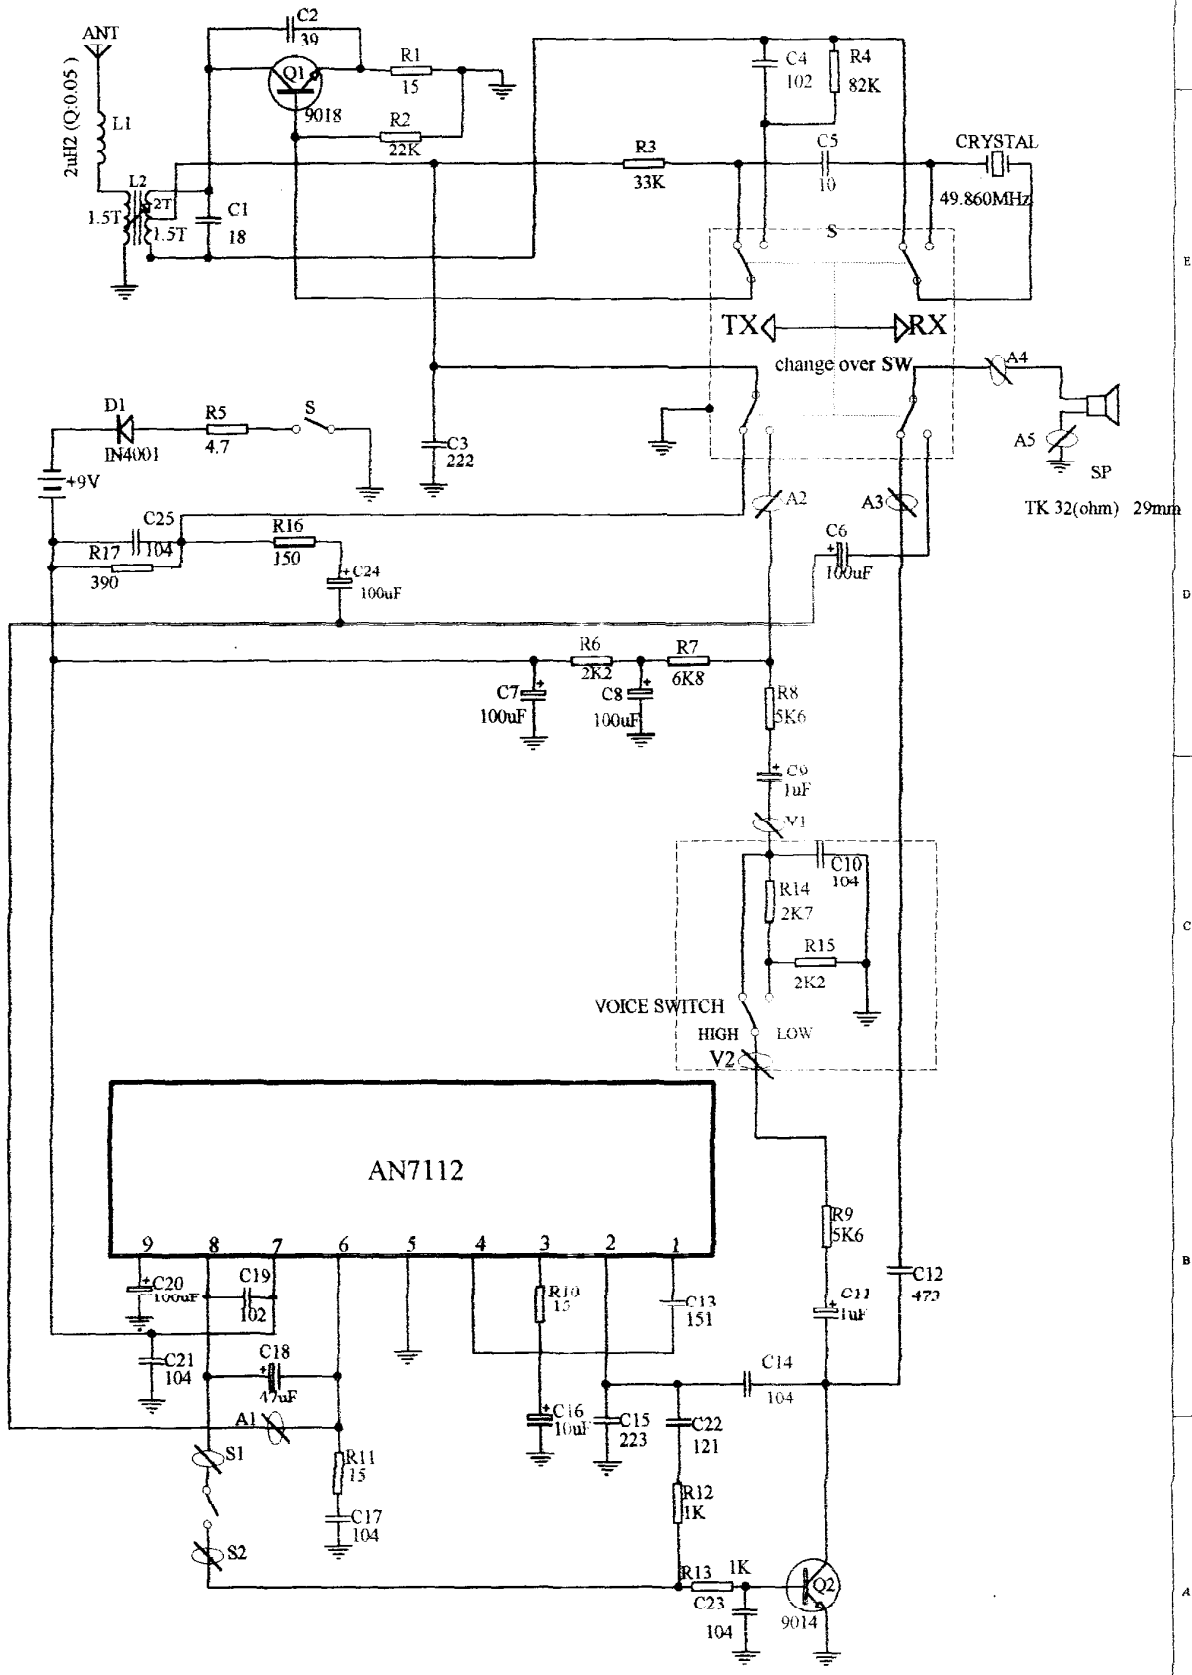 ANT
C2
39
2uH2 (Q:0.05 )
L1
Q1
9018
R1
15
R2
22K
C4
102
R4
82K
L2
1.5T
2T
1.5T
C1
18
R3
33K
C5
10
CRYSTAL
49.860MHz
S
TX
RX
change over SW
A4
A5
SP
TK 32(ohm) 29mm
D1
IN4001
R5
4.7
S
+9V
C3
222
A2
A3
C25
104
R17
390
R16
150
+
C24
100uF
+
C6
100uF
R6
2K2
R7
6K8
+
C7
100uF
+
C8
100uF
R8
5K6
+
C9
1uF
V1
C10
104
R14
2K7
R15
2K2
VOICE SWITCH
HIGH
LOW
V2
AN7112
9
8
7
6
5
4
3
2
1
+
C20
100uF
C19
102
R10
15
C13
151
R9
5K6
+
C11
1uF
C12
473
C21
104
C18
+
47uF
C14
104
A1
+
C16
10uF
C15
223
C22
121
S1
R11
15
R12
1K
C17
104
S2
R13
1K
C23
104
Q2
9014
E
D
C
B
A